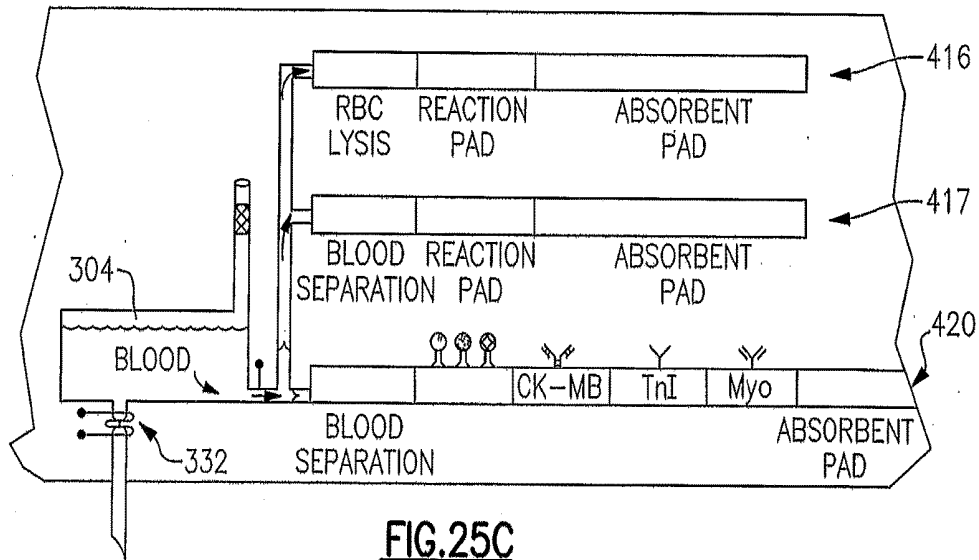 416
RBC LYSIS
REACTION PAD
ABSORBENT PAD
417
BLOOD SEPARATION
REACTION PAD
ABSORBENT PAD
304
BLOOD
420
CK-MB
TnI
Myo
BLOOD SEPARATION
ABSORBENT PAD
332
FIG.25C